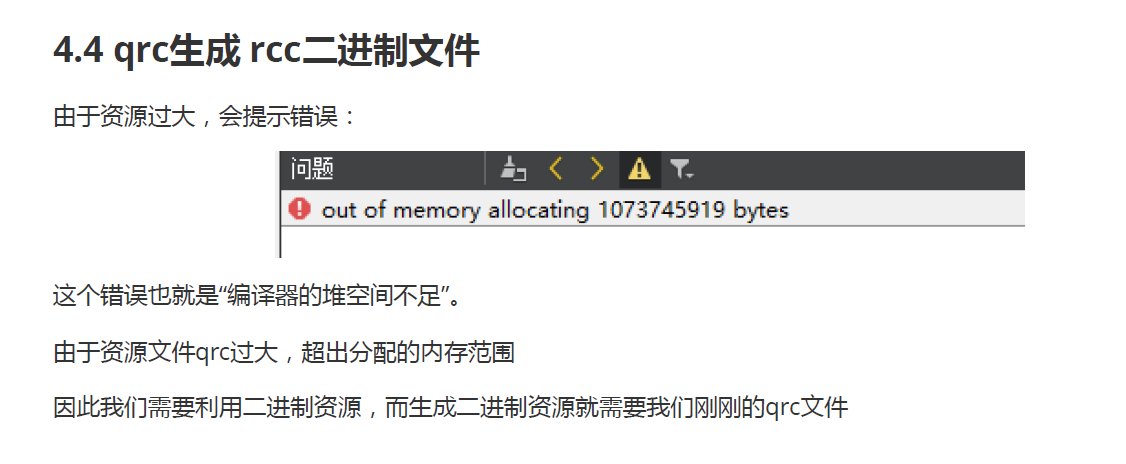 4.4 qrc生成 rcc二进制文件
由于资源过大，会提示错误：
问题
out of memory allocating 1073745919 bytes
这个错误也就是“编译器的堆空间不足”。
由于资源文件qrc过大，超出分配的内存范围
因此我们需要利用二进制资源，而生成二进制资源就需要我们刚刚的qrc文件